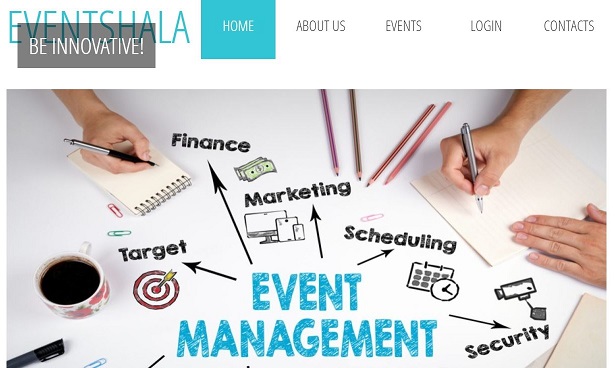 EVENTSHALA
BE INNOVATIVE!
HOME
ABOUT US
EVENTS
LOGIN
CONTACTS
Finance
Marketing
Target
Scheduling
EVENT
MANAGEMENT
Security